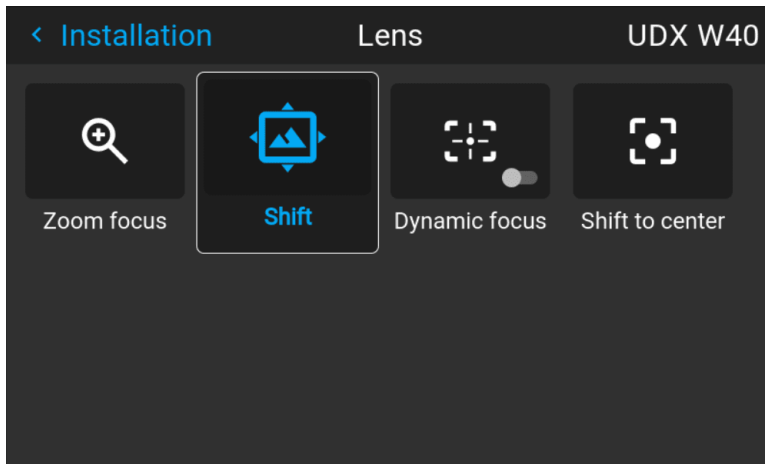 Installation Lens UDX W40
Zoom focus Shift Dynamic focus Shift to center